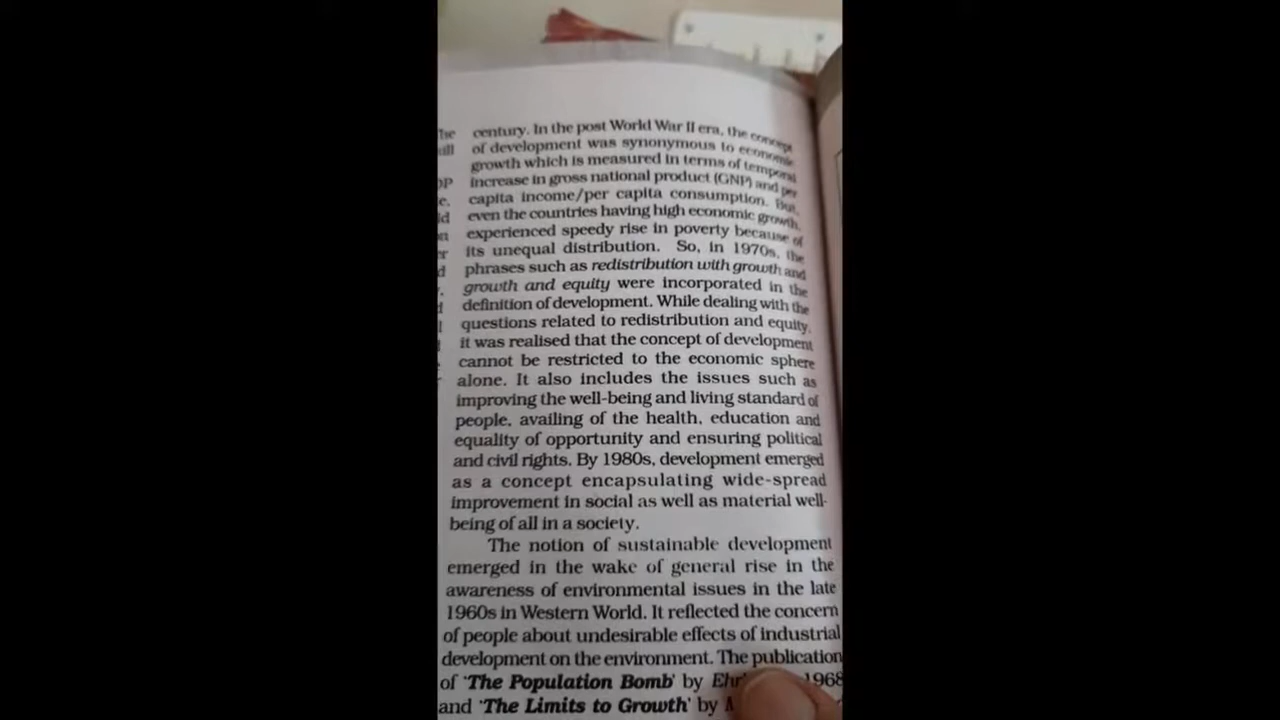 century. In the post World War II era, the concept
of development was synonymous to economic
growth which is measured in terms of temporal
increase in gross national product (GNP) and per
capita income/per capita consumption. But,
even the countries having high economic growth,
experienced speedy rise in poverty because of
its unequal distribution. So, in 1970s, the
phrases such as redistribution with growth and
growth and equity were incorporated in the
definition of development. While dealing with the
questions related to redistribution and equity,
it was realised that the concept of development
cannot be restricted to the economic sphere
alone. It also includes the issues such as
improving the well-being and living standard of
people, availing of the health, education and
equality of opportunity and ensuring political
and civil rights. By 1980s, development emerged
as a concept encapsulating wide-spread
improvement in social as well as material well-
being of all in a society.
The notion of sustainable development
emerged in the wake of general rise in the
awareness of environmental issues in the late
1960s in Western World. It reflected the concern
of people about undesirable effects of industrial
development on the environment. The publication
of 'The Population Bomb' by 1968
and 'The Limits to Growth' by